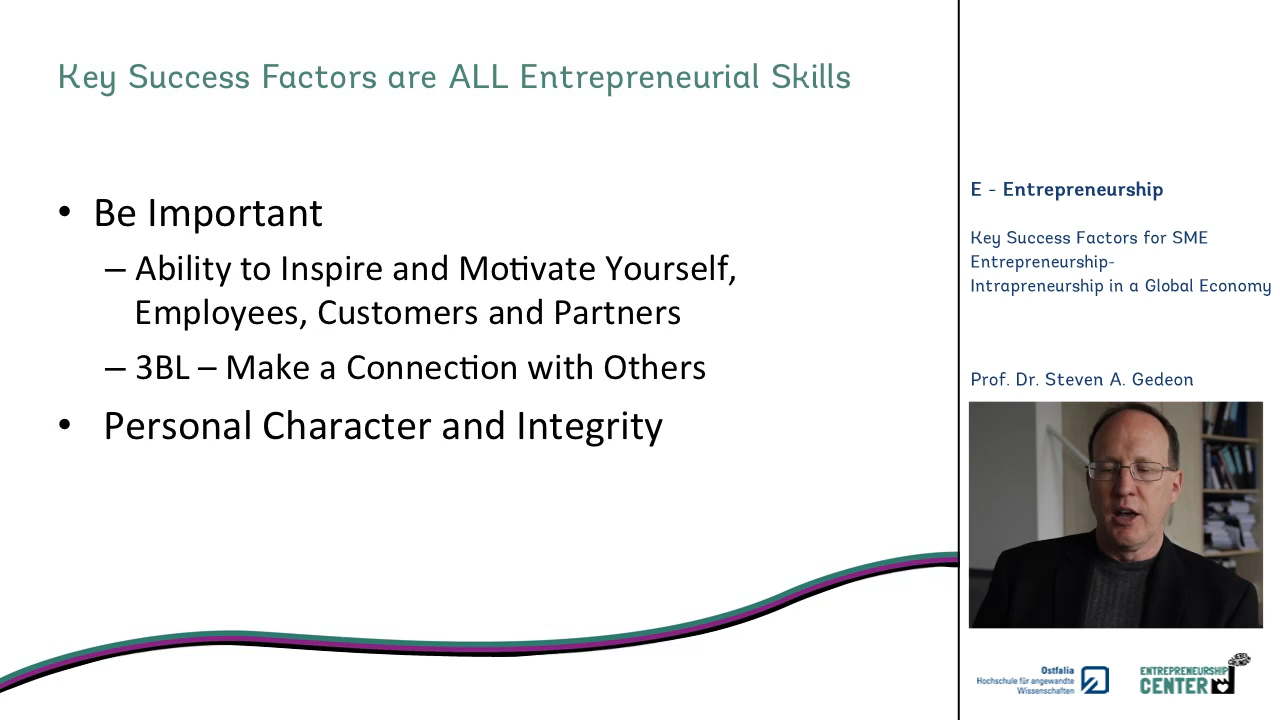 Key Success Factors are ALL Entrepreneurial Skills
• Be Important
– Ability to Inspire and Motivate Yourself,
Employees, Customers and Partners
– 3BL – Make a Connection with Others
• Personal Character and Integrity
E - Entrepreneurship
Key Success Factors for SME
Entrepreneurship-
Intrapreneurship in a Global Economy
Prof. Dr. Steven A. Gedeon
Ostfalia
Hochschule für angewandte
Wissenschaften
ENTREPRENEURSHIP
CENTER